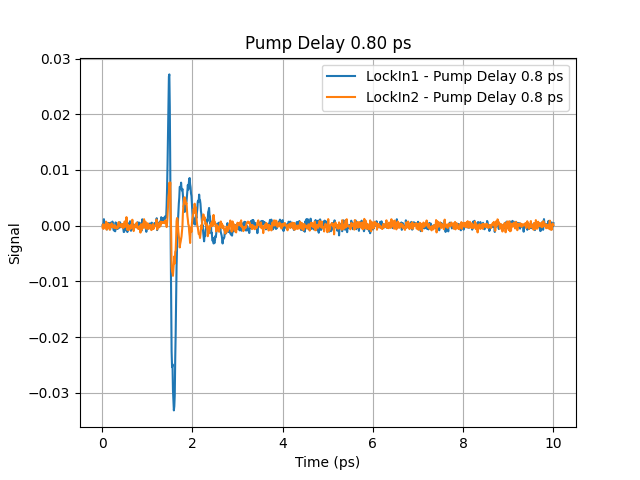 Pump Delay 0.80 ps
LockIn1 - Pump Delay 0.8 ps
LockIn2 - Pump Delay 0.8 ps
0.03
0.02
0.01
0.00
−0.01
−0.02
−0.03
Signal
0 2 4 6 8 10
Time (ps)